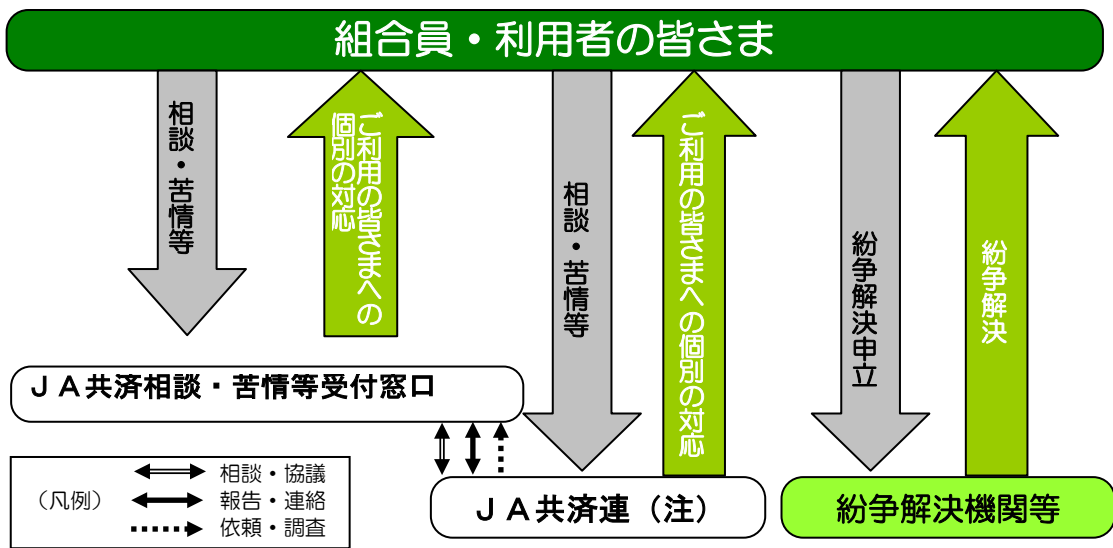 組合員・利用者の皆さま
相談・苦情等
ご利用の皆さまへの
個別の対応
相談・苦情等
ご利用の皆さまへの個別の対応
紛争解決申立
紛争解決
ＪＡ共済相談・苦情等受付窓口
（凡例）
相談・協議
報告・連絡
依頼・調査
ＪＡ共済連（注）
紛争解決機関等